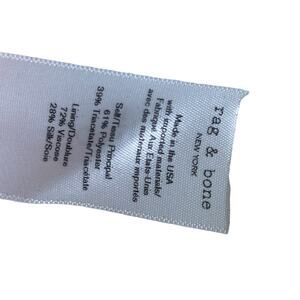 rag & bone
NEW YORK
Made in the USA
with imported materials/
Fabriqué aux Etats-Unis
avec des matériaux importés
Self/Tissu Principal
61% Polyester
39% Triacetate/Triacétate
Lining/Doublure
72% Viscose
28% Silk/Soie